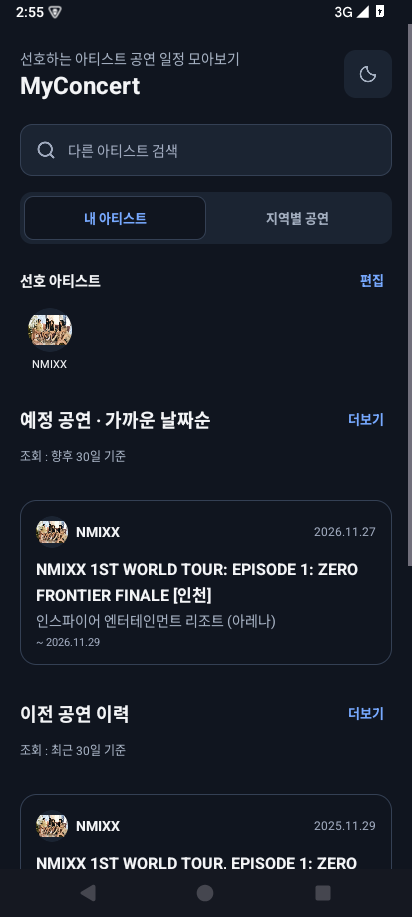 2:55
3G
선호하는 아티스트 공연 일정 모아보기
MyConcert
다른 아티스트 검색
내 아티스트
지역별 공연
선호 아티스트
편집
NMIXX
예정 공연 · 가까운 날짜순
더보기
조회 : 향후 30일 기준
NMIXX
2026.11.27
NMIXX 1ST WORLD TOUR: EPISODE 1: ZERO
FRONTIER FINALE [인천]
인스파이어 엔터테인먼트 리조트 (아레나)
~ 2026.11.29
이전 공연 이력
더보기
조회 : 최근 30일 기준
NMIXX
2025.11.29
NMIXX 1ST WORLD TOUR, EPISODE 1: ZERO